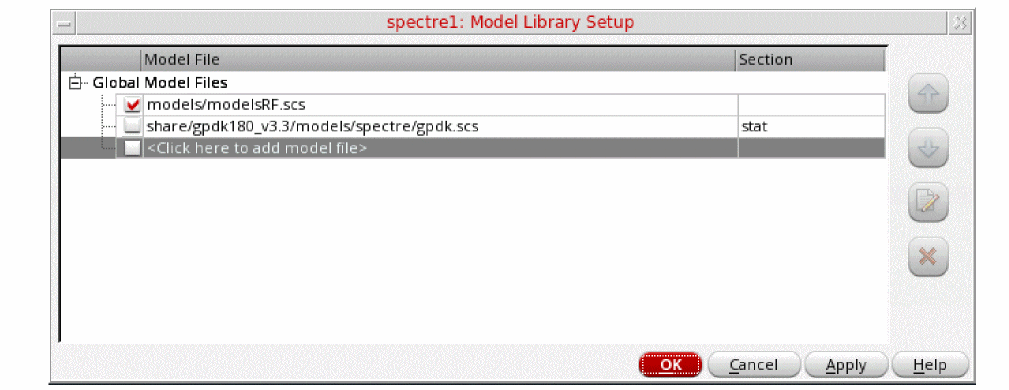 spectre1: Model Library Setup
Model File Section
Global Model Files
models/modelsRF.scs
share/gpdk180_v3.3/models/spectre/gpdk.scs stat
<Click here to add model file>
OK Cancel Apply Help